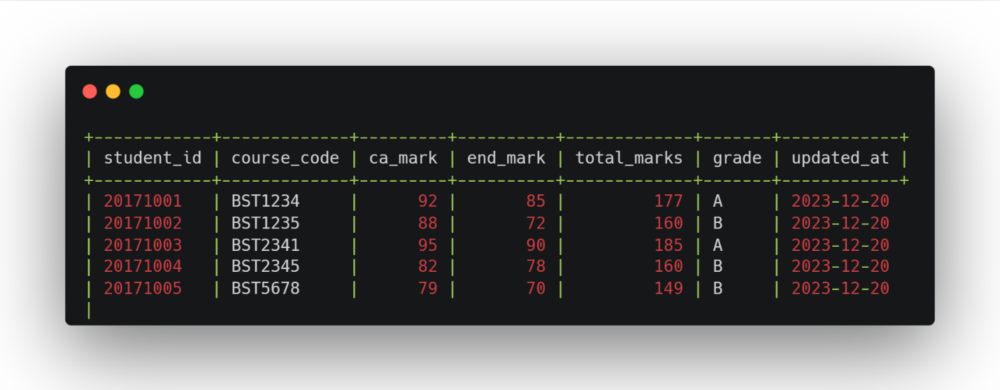 +------------+-------------+---------+----------+-------------+-------+------------+
| student_id | course_code | ca_mark | end_mark | total_marks | grade | updated_at |
+------------+-------------+---------+----------+-------------+-------+------------+
| 20171001   | BST1234     |      92 |       85 |         177 | A     | 2023-12-20
| 20171002   | BST1235     |      88 |       72 |         160 | B     | 2023-12-20
| 20171003   | BST2341     |      95 |       90 |         185 | A     | 2023-12-20
| 20171004   | BST2345     |      82 |       78 |         160 | B     | 2023-12-20
| 20171005   | BST5678     |      79 |       70 |         149 | B     | 2023-12-20
|